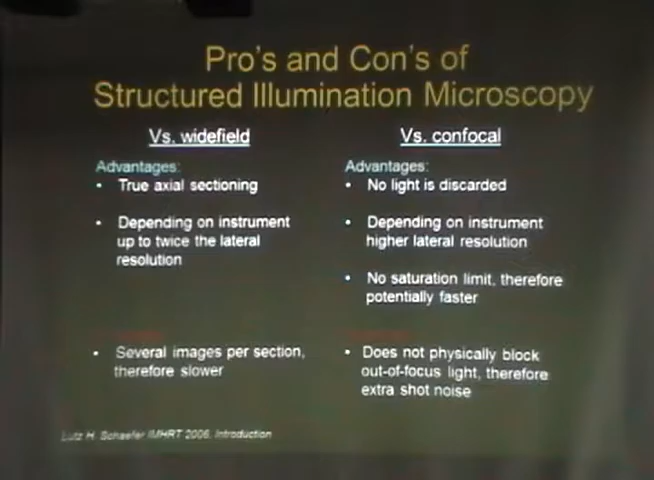 Pro's and Con's of
Structured Illumination Microscopy
Vs. widefield
Advantages:
• True axial sectioning
• Depending on instrument
up to twice the lateral
resolution
• Several images per section,
therefore slower
Vs. confocal
Advantages:
• No light is discarded
• Depending on instrument
higher lateral resolution
• No saturation limit, therefore
potentially faster
• Does not physically block
out-of-focus light, therefore
extra shot noise
Lutz H. Schaefer IMHRT 2006, Introduction